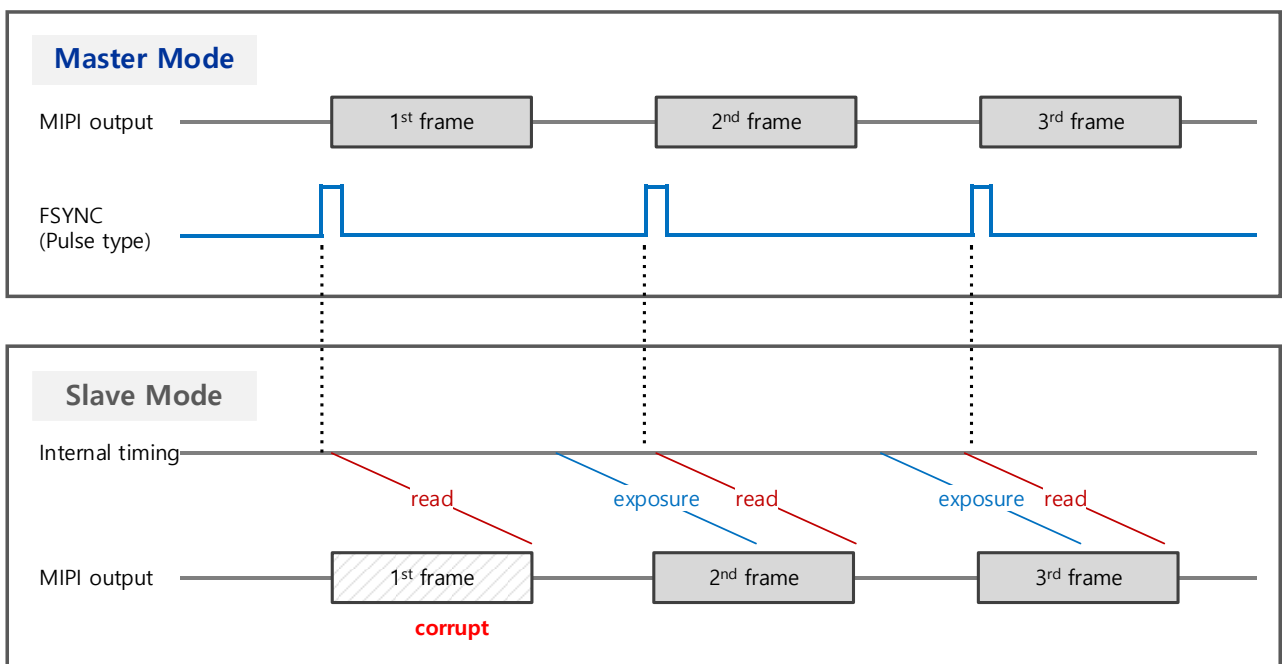 Master Mode
MIPI output
1st frame
2nd frame
3rd frame
FSYNC
(Pulse type)
Slave Mode
Internal timing
read
exposure
read
exposure
read
MIPI output
1st frame
2nd frame
3rd frame
corrupt